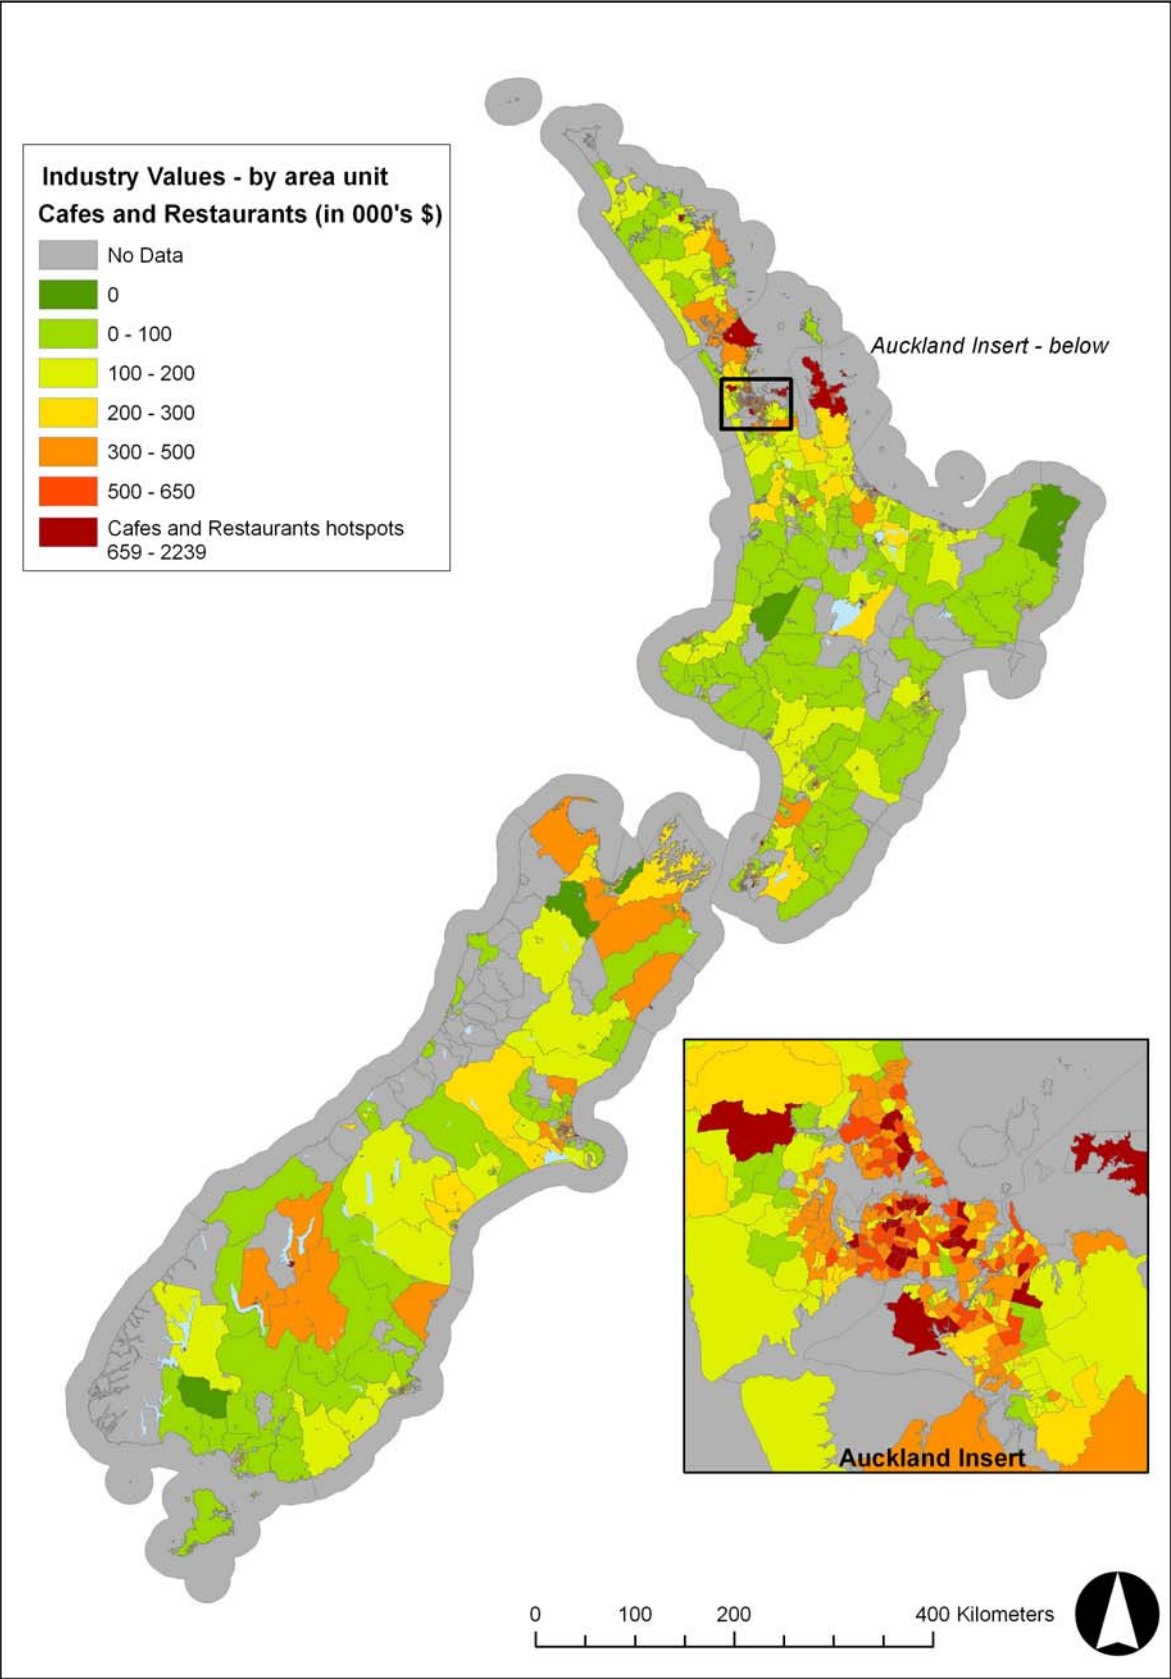 Industry Values - by area unit
Cafes and Restaurants (in 000's $)
No Data
0
0 - 100
100 - 200
200 - 300
300 - 500
500 - 650
Cafes and Restaurants hotspots
659 - 2239
Auckland Insert - below
Auckland Insert
0 100 200 400 Kilometers